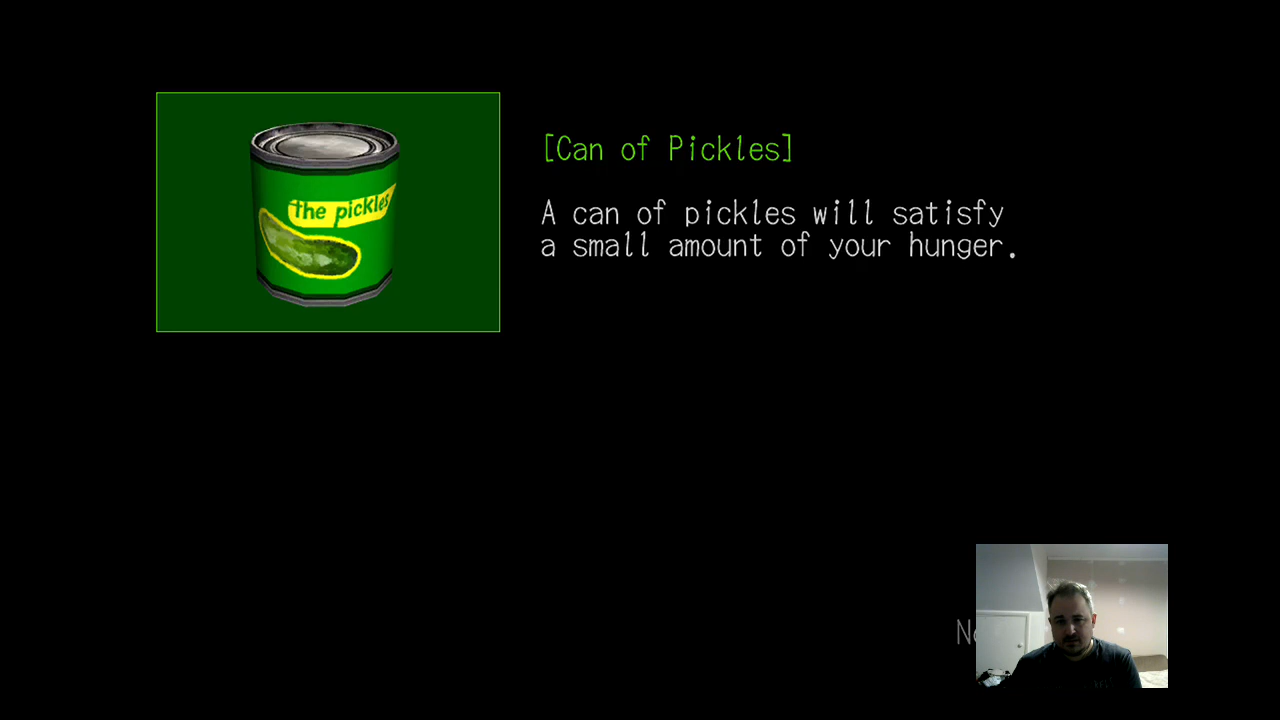 [Can of Pickles]
A can of pickles will satisfy
a small amount of your hunger.
the pickles